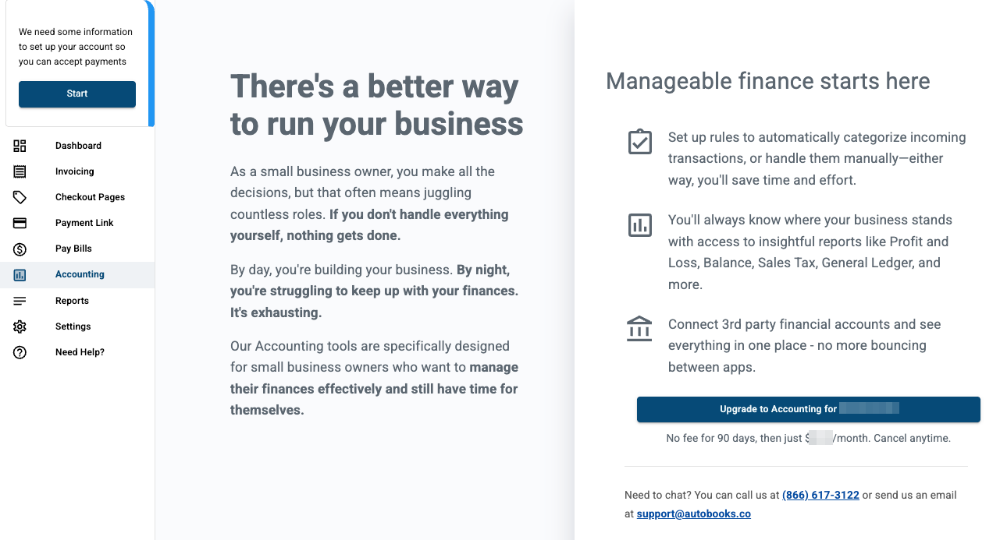 We need some information
to set up your account so
you can accept payments
Start
Dashboard
Invoicing
Checkout Pages
Payment Link
Pay Bills
Accounting
Reports
Settings
Need Help?
There's a better way
to run your business
As a small business owner, you make all the
decisions, but that often means juggling
countless roles. If you don't handle everything
yourself, nothing gets done.
By day, you're building your business. By night,
you're struggling to keep up with your finances.
It's exhausting.
Our Accounting tools are specifically designed
for small business owners who want to manage
their finances effectively and still have time for
themselves.
Manageable finance starts here
Set up rules to automatically categorize incoming
transactions, or handle them manually—either
way, you'll save time and effort.
You'll always know where your business stands
with access to insightful reports like Profit and
Loss, Balance, Sales Tax, General Ledger, and
more.
Connect 3rd party financial accounts and see
everything in one place - no more bouncing
between apps.
Upgrade to Accounting for
No fee for 90 days, then just $ /month. Cancel anytime.
Need to chat? You can call us at (866) 617-3122 or send us an email
at support@autobooks.co